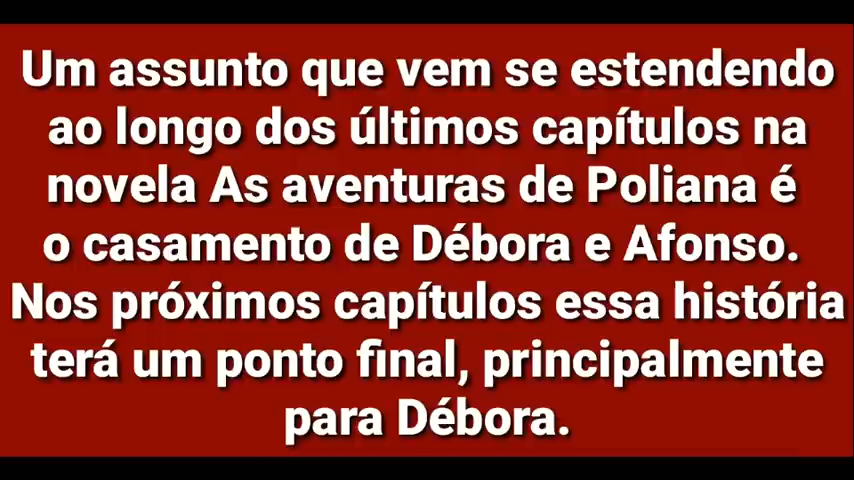 Um assunto que vem se estendendo
ao longo dos últimos capítulos na
novela As aventuras de Poliana é
o casamento de Débora e Afonso.
Nos próximos capítulos essa história
terá um ponto final, principalmente
para Débora.